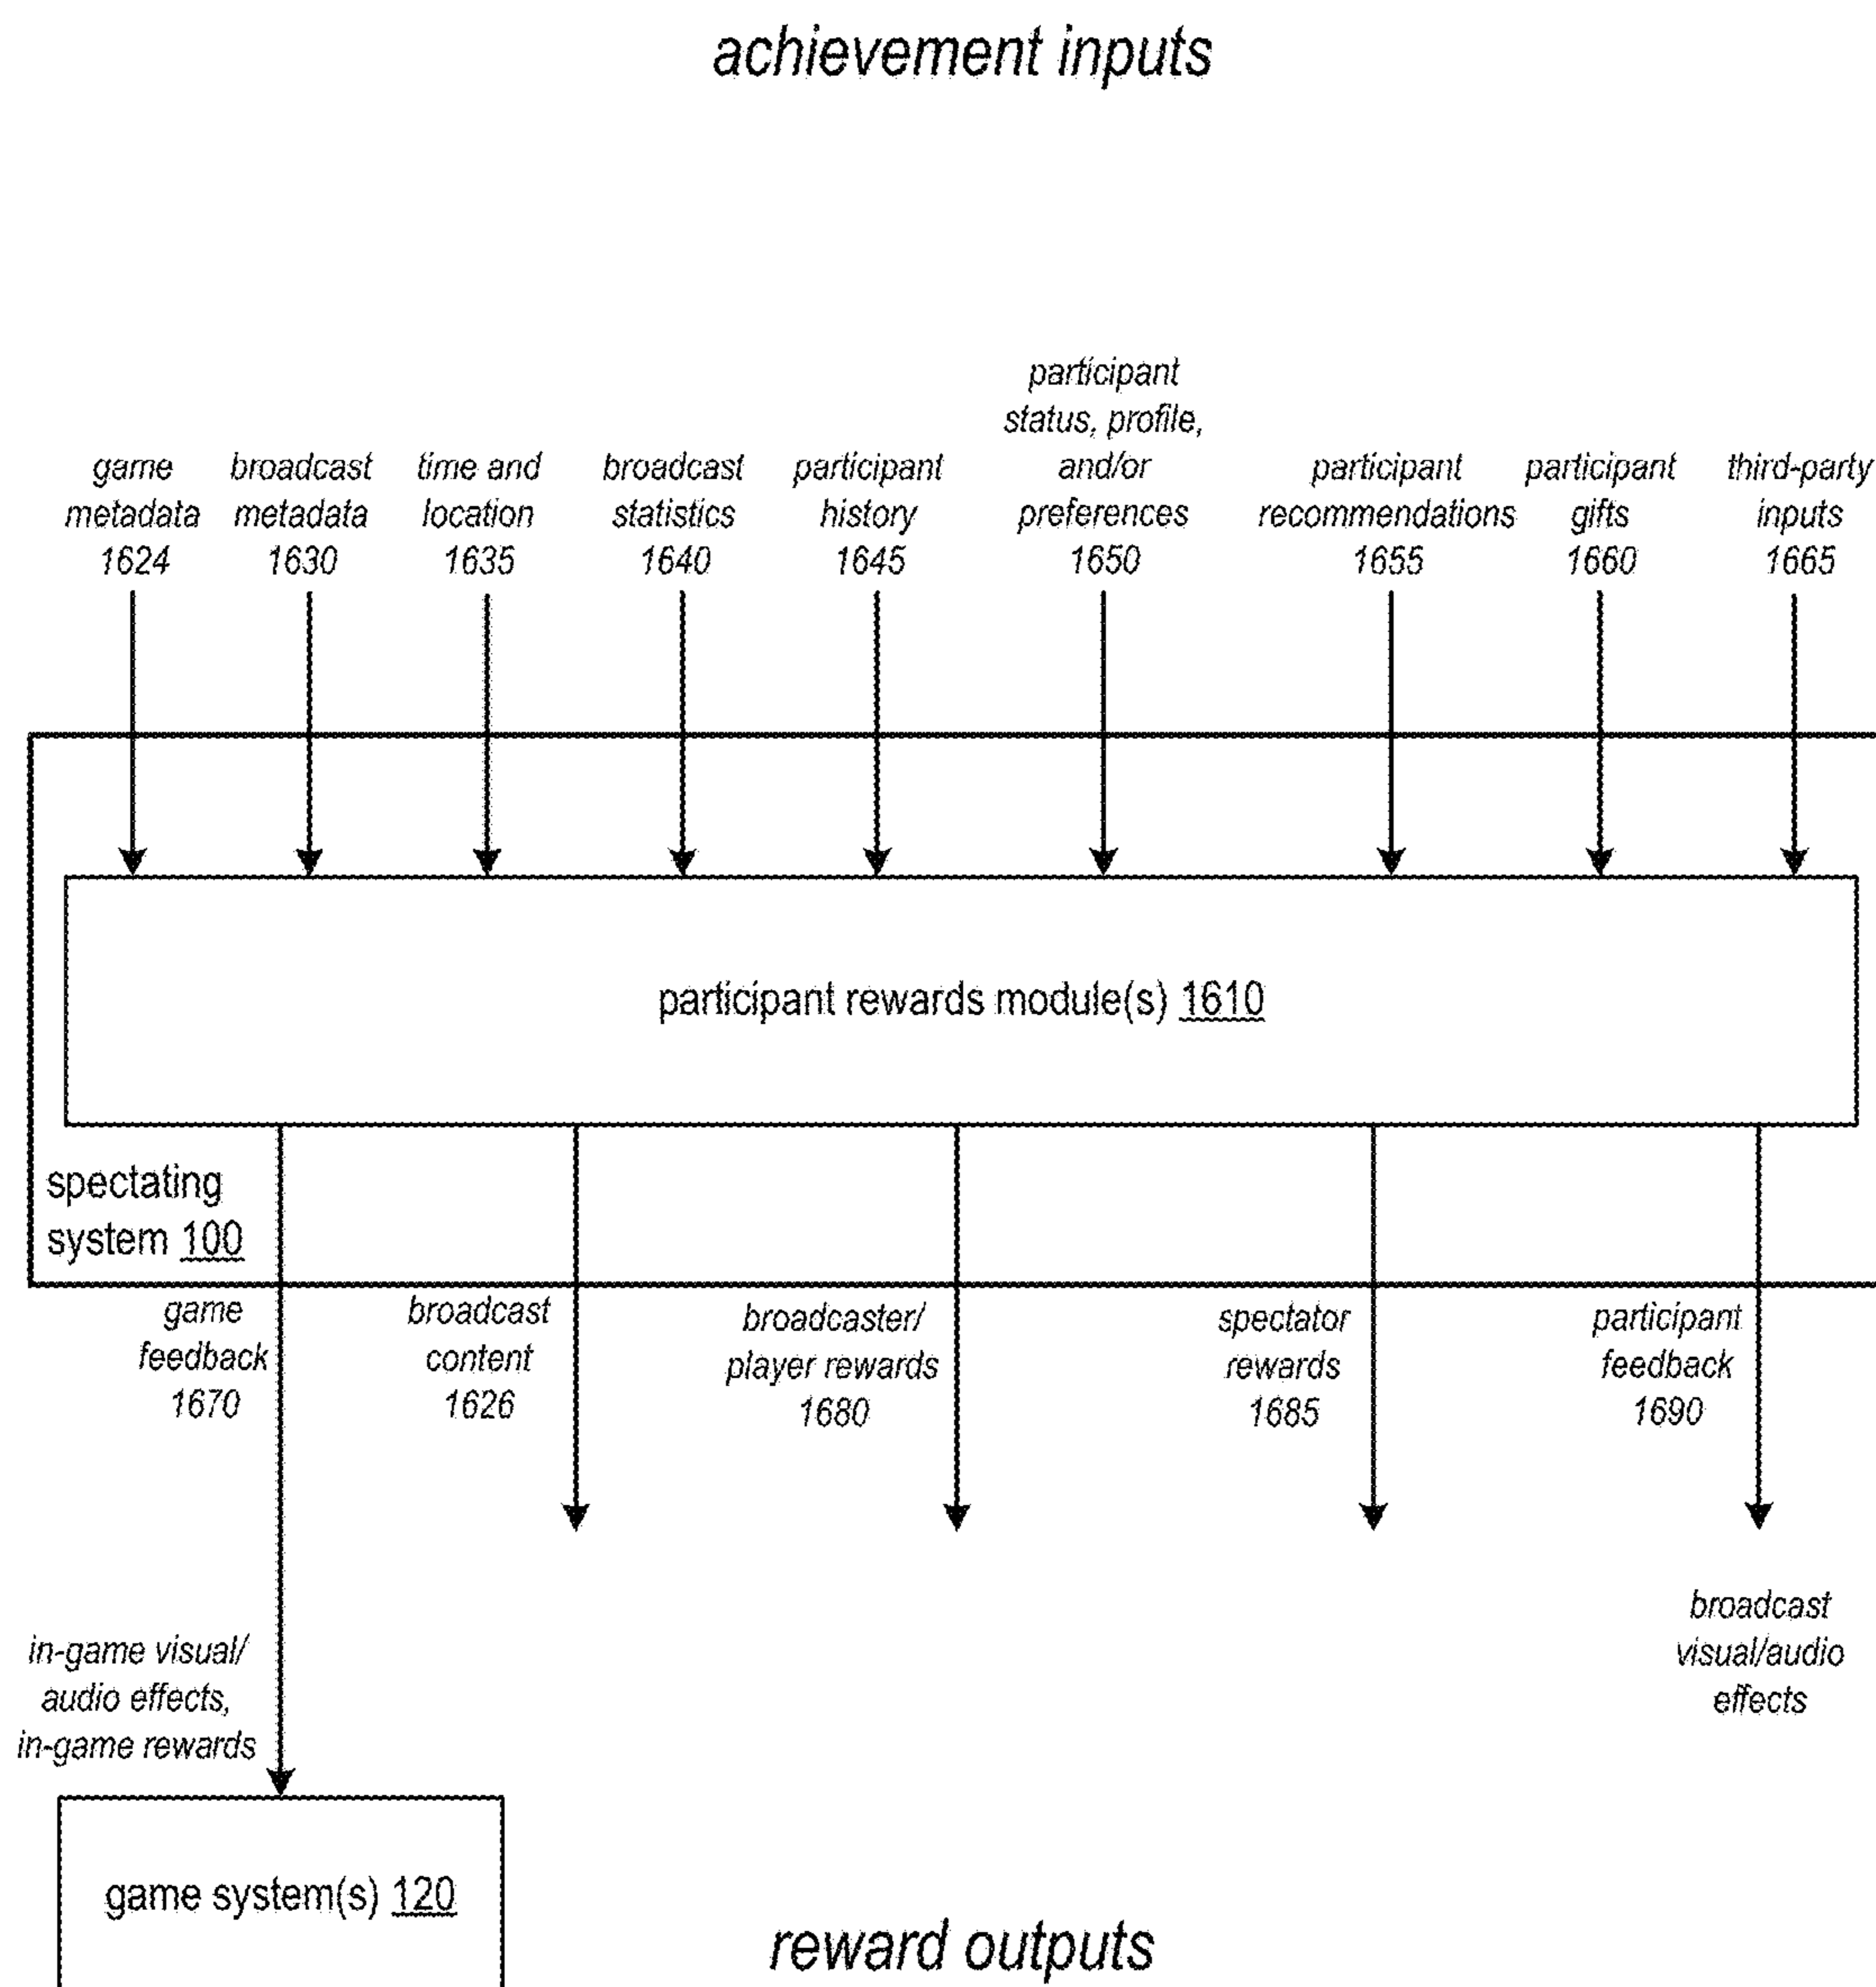 achievement inputs
game
metadata
1624
broadcast
metadata
1630
time and
location
1635
broadcast
statistics
1640
participant
history
1645
participant
status, profile,
and/or
preferences
1650
participant
recommendations
1655
participant
gifts
1660
third-party
inputs
1665
participant rewards module(s) 1610
spectating
system 100
game
feedback
1670
broadcast
content
1626
broadcaster/
player rewards
1680
spectator
rewards
1685
participant
feedback
1690
in-game visual/
audio effects,
in-game rewards
broadcast
visual/audio
effects
game system(s) 120
reward outputs